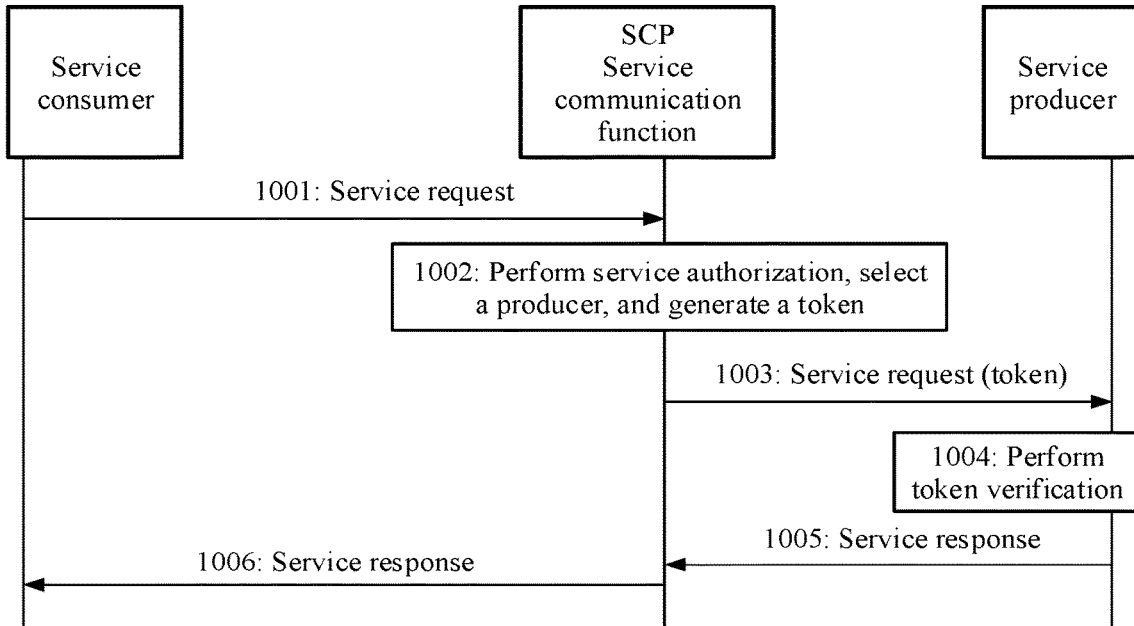 Service
consumer
SCP
Service
communication
function
Service
producer
1001: Service request
1002: Perform service authorization, select
a producer, and generate a token
1003: Service request (token)
1004: Perform
token verification
1005: Service response
1006: Service response